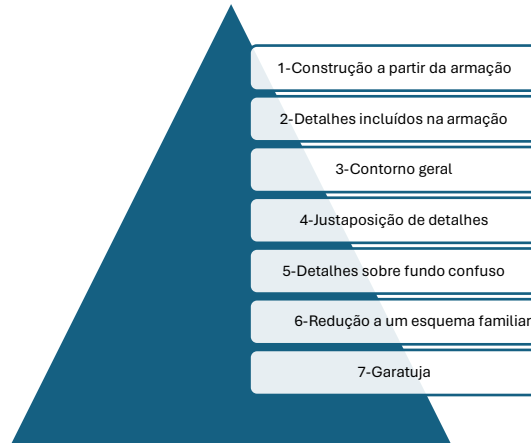 1-Construção a partir da armação
2-Detalhes incluídos na armação
3-Contorno geral
4-Justaposição de detalhes
5-Detalhes sobre fundo confuso
6-Redução a um esquema familiar
7-Garatuja